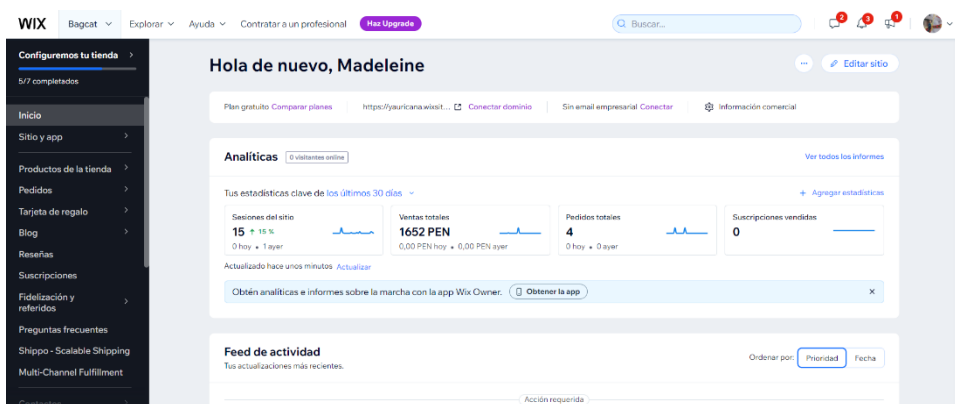 WIX Bagcat Explorar Ayuda Contratar a un profesional Haz Upgrade Buscar... 2 3 1
Configuremos tu tienda
5/7 completados
Inicio
Sitio y app
Productos de la tienda
Pedidos
Tarjeta de regalo
Blog
Reseñas
Suscripciones
Fidelización y
referidos
Preguntas frecuentes
Shippo - Scalable Shipping
Multi-Channel Fulfillment
Contactos
Hola de nuevo, Madeleine
... Editar sitio
Plan gratuito Comparar planes https://yauricana.wixsit... Conectar dominio Sin email empresarial Conectar Información comercial
Analíticas 0 visitantes online Ver todos los informes
Tus estadísticas clave de los últimos 30 días + Agregar estadísticas
Sesiones del sitio Ventas totales Pedidos totales Suscripciones vendidas
15 ↑ 15 % 1652 PEN 4 0
0 hoy • 1 ayer 0,00 PEN hoy • 0,00 PEN ayer 0 hoy • 0 ayer
Actualizado hace unos minutos Actualizar
Obtén analíticas e informes sobre la marcha con la app Wix Owner. Obtener la app ×
Feed de actividad
Tus actualizaciones más recientes.
Ordenar por: Prioridad Fecha
Acción requerida